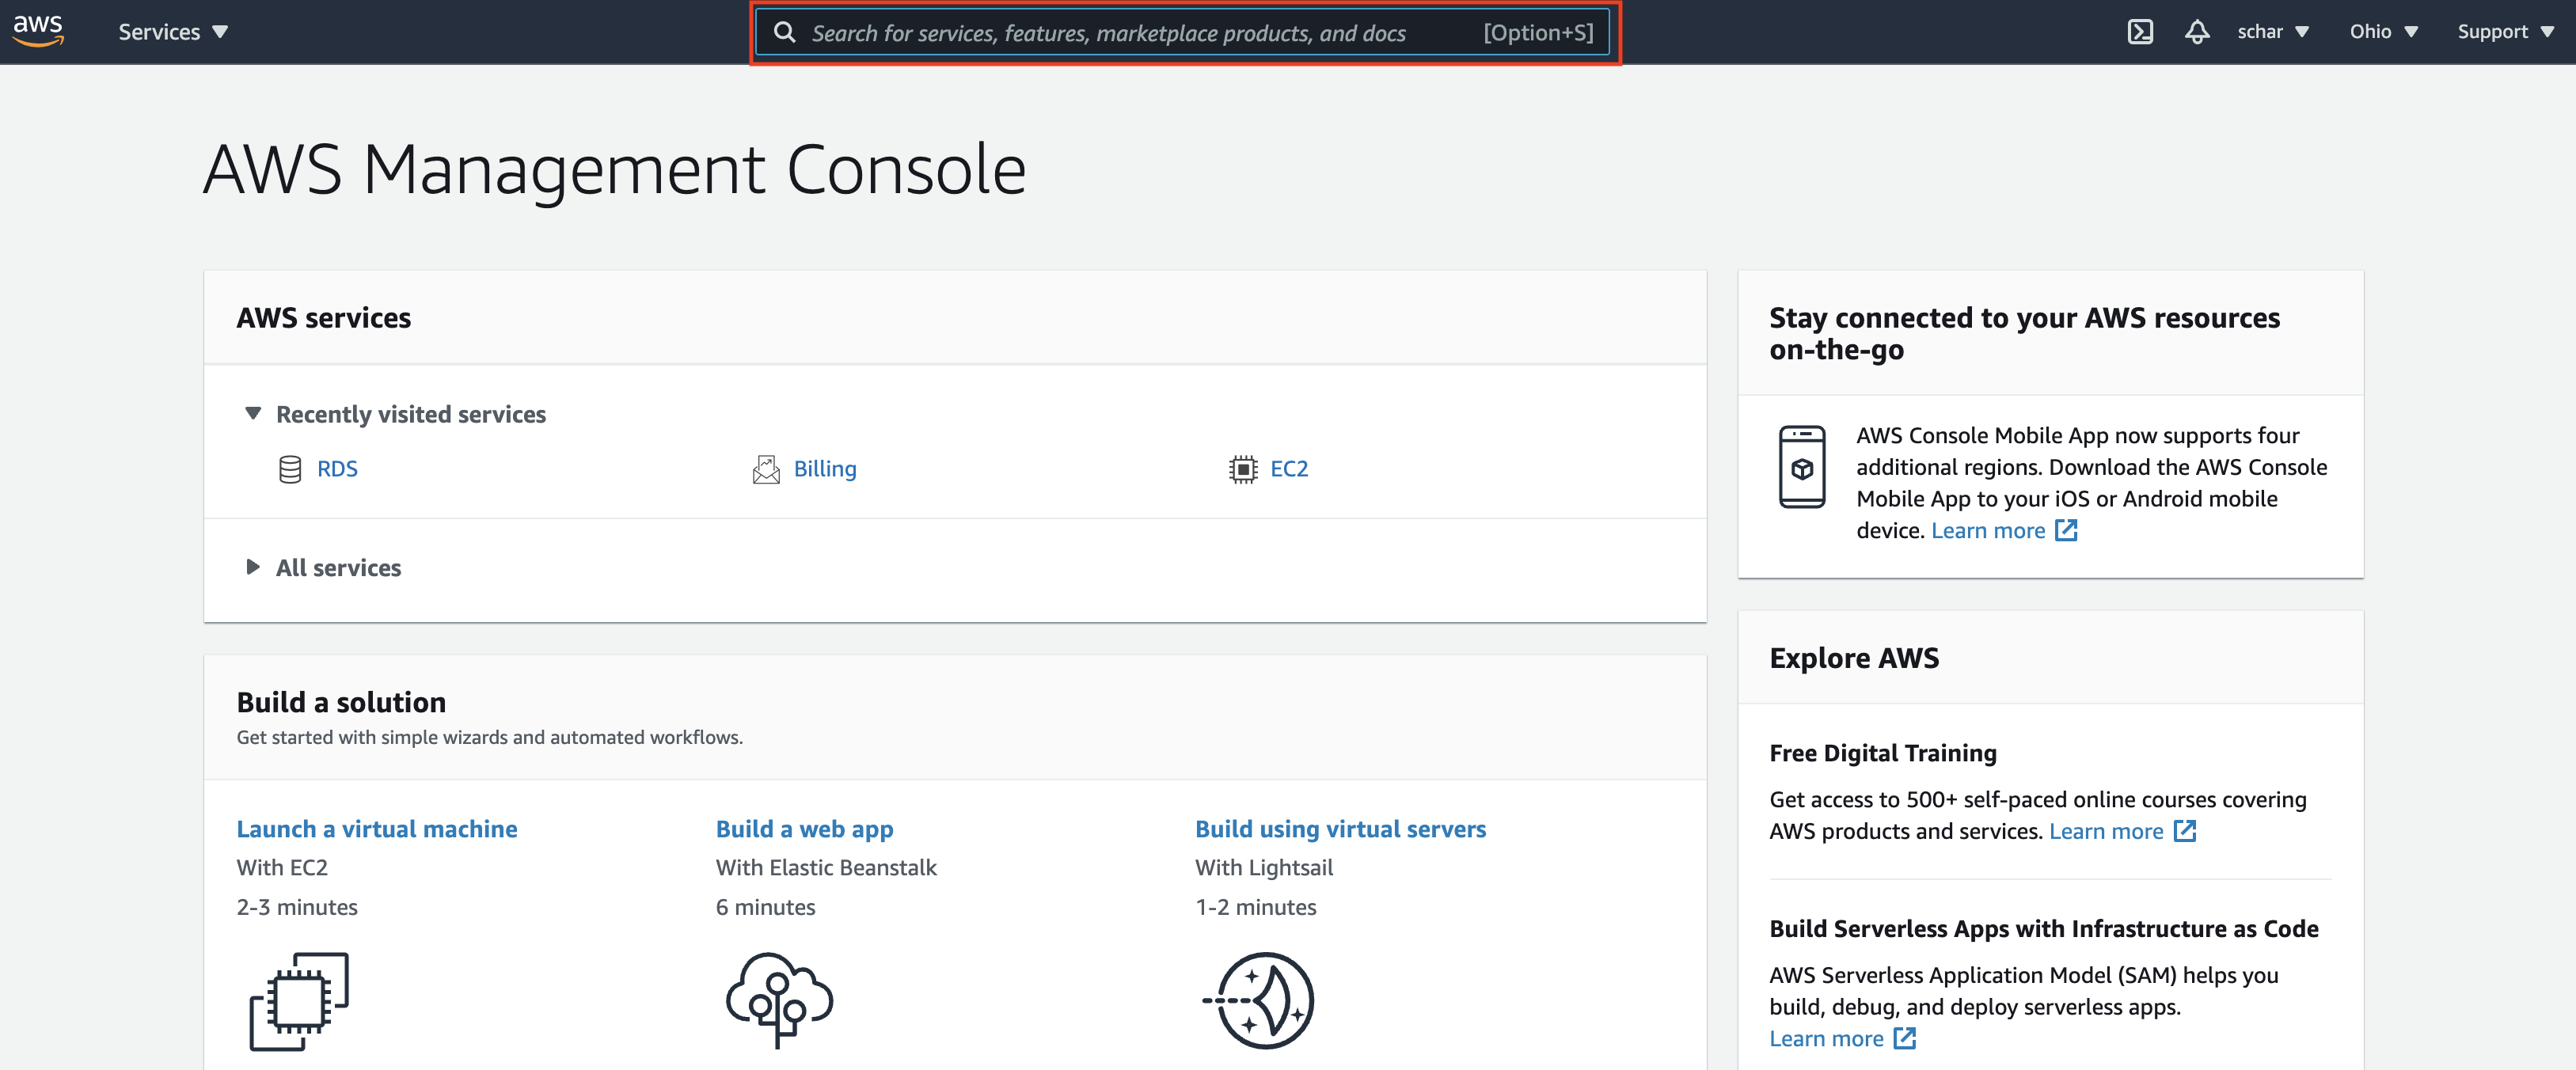 aws
Services
Search for services, features, marketplace products, and docs [Option+S]
schar
Ohio
Support
AWS Management Console
AWS services
Recently visited services
RDS
Billing
EC2
All services
Build a solution
Get started with simple wizards and automated workflows.
Launch a virtual machine
With EC2
2-3 minutes
Build a web app
With Elastic Beanstalk
6 minutes
Build using virtual servers
With Lightsail
1-2 minutes
Stay connected to your AWS resources
on-the-go
AWS Console Mobile App now supports four
additional regions. Download the AWS Console
Mobile App to your iOS or Android mobile
device. Learn more
Explore AWS
Free Digital Training
Get access to 500+ self-paced online courses covering
AWS products and services. Learn more
Build Serverless Apps with Infrastructure as Code
AWS Serverless Application Model (SAM) helps you
build, debug, and deploy serverless apps.
Learn more